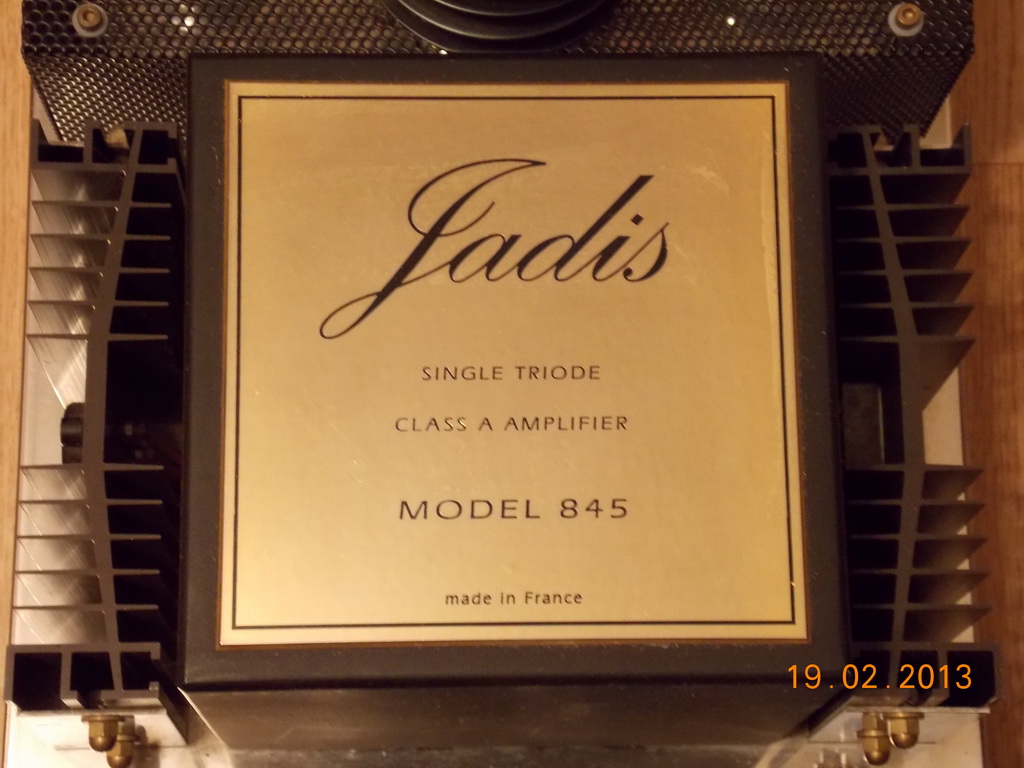 Jadis
SINGLE TRIODE
CLASS A AMPLIFIER
MODEL 845
made in France
19.02.2013